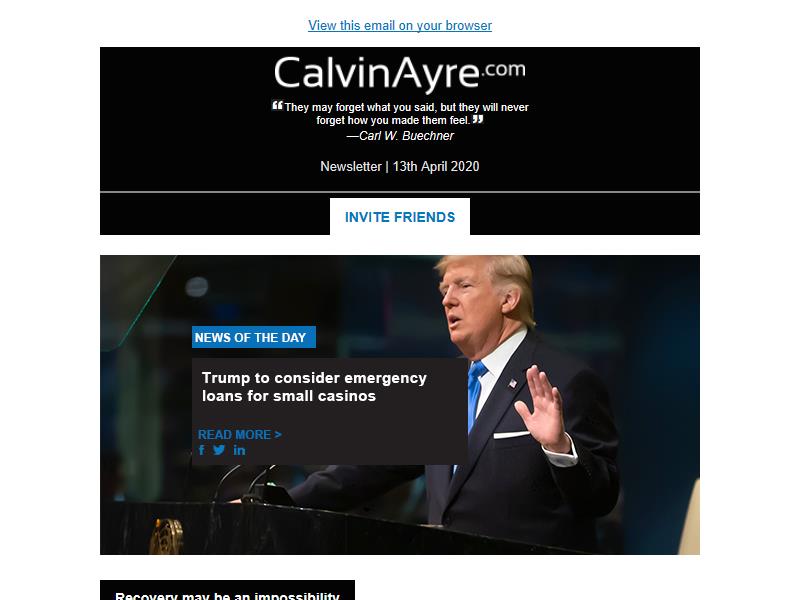 View this email on your browser
CalvinAyre.com
❝They may forget what you said, but they will never
forget how you made them feel.❞
—Carl W. Buechner
Newsletter | 13th April 2020
INVITE FRIENDS
NEWS OF THE DAY
Trump to consider emergency
loans for small casinos
READ MORE >
Recovery may be an impossibility